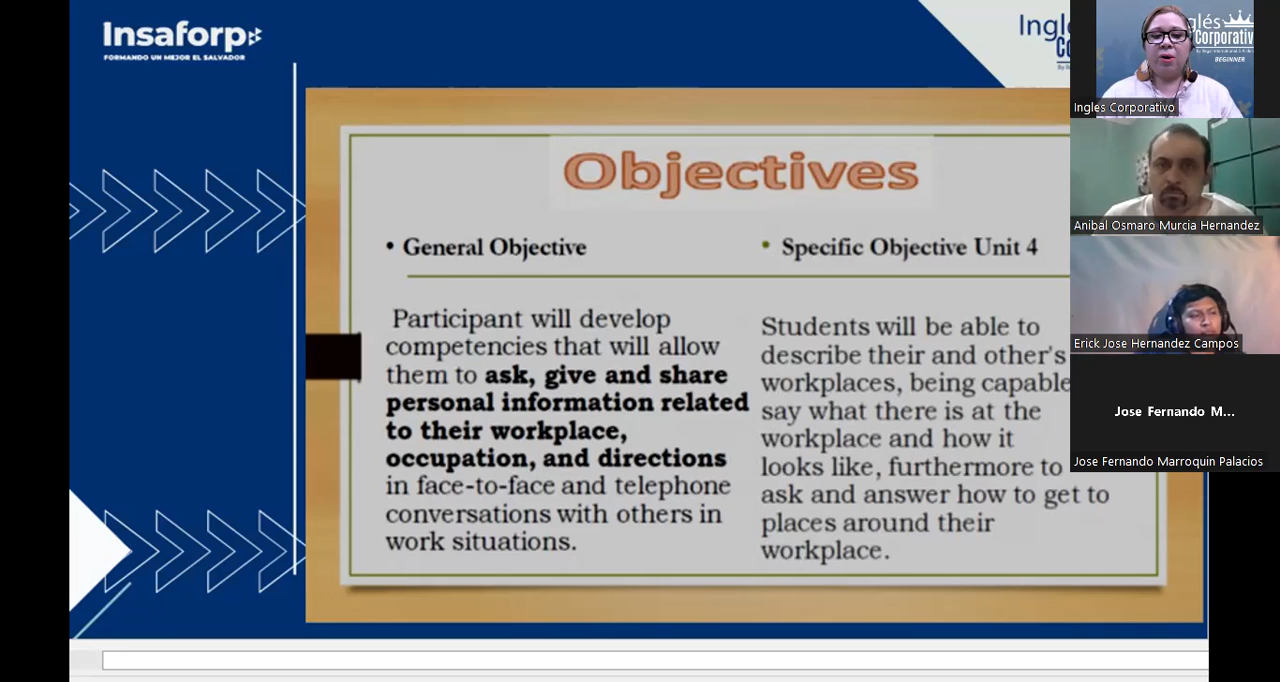 Insaforp
FORMANDO UN MEJOR EL SALVADOR
Objectives
• General Objective
Participant will develop
competencies that will allow
them to ask, give and share
personal information related
to their workplace,
occupation, and directions
in face-to-face and telephone
conversations with others in
work situations.
• Specific Objective Unit 4
Students will be able to
describe their and other's
workplaces, being capable
say what there is at the
workplace and how it
looks like, furthermore to
ask and answer how to get to
places around their
workplace.
Corporativ
BEGINNER
Ingles Corporativo
Anibal Osmaro Murcia Hernandez
Erick Jose Hernandez Campos
Jose Fernando M...
Jose Fernando Marroquin Palacios